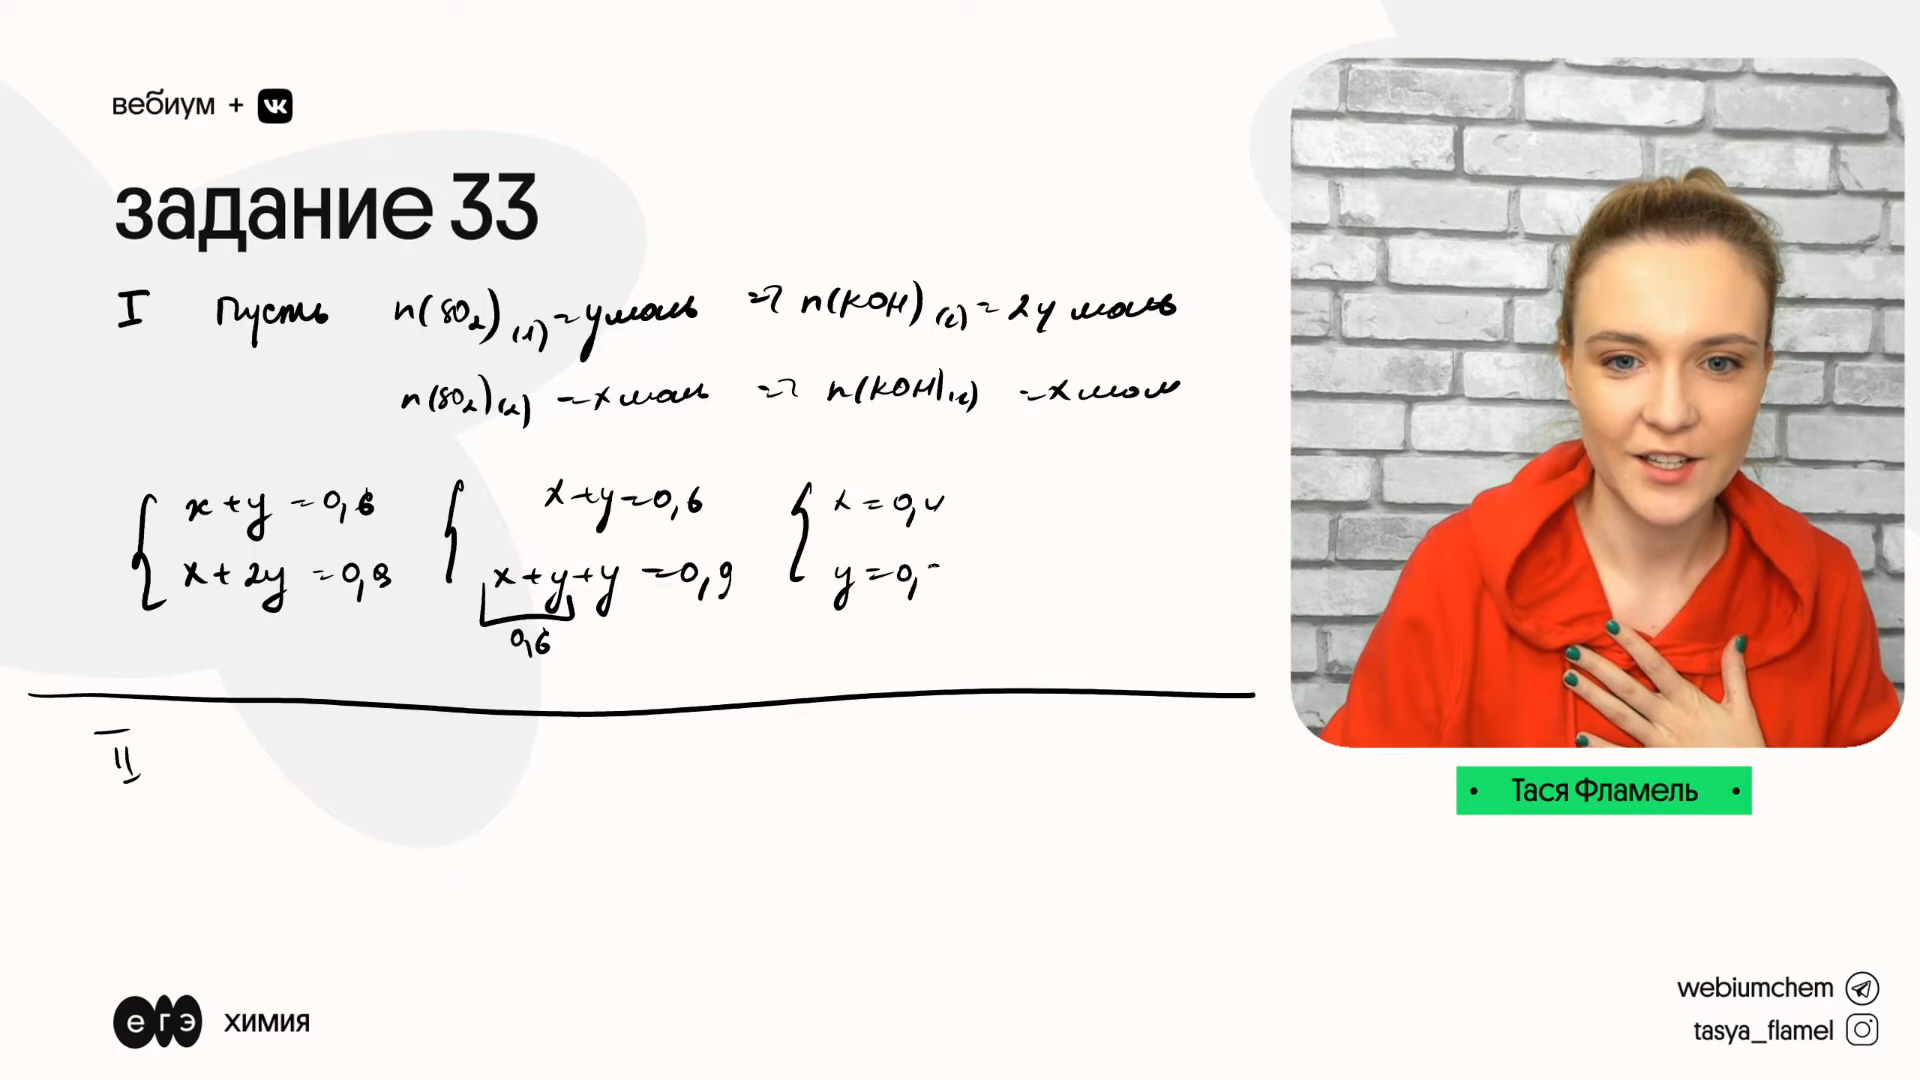 вебиум +
задание 33
I Пусть n(SO₂)₍₁₎ = y моль => n(KOH)₍₁₎ = 2y моль
n(SO₂)₍₂₎ = x моль => n(KOH)₍₂₎ = x моль
x + y = 0,6 x + y = 0,6 x = 0,
x + 2y = 0,9 x + y + y = 0,9 y = 0,
0,6
II
Тася Фламель
егэ химия
webiumchem
tasya_flamel